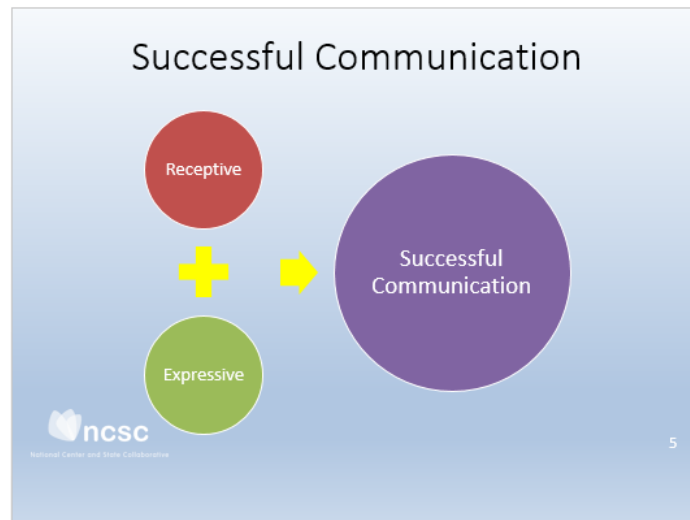 Successful Communication
Receptive
Expressive
Successful
Communication
ncsc
National Center and State Collaborative
5